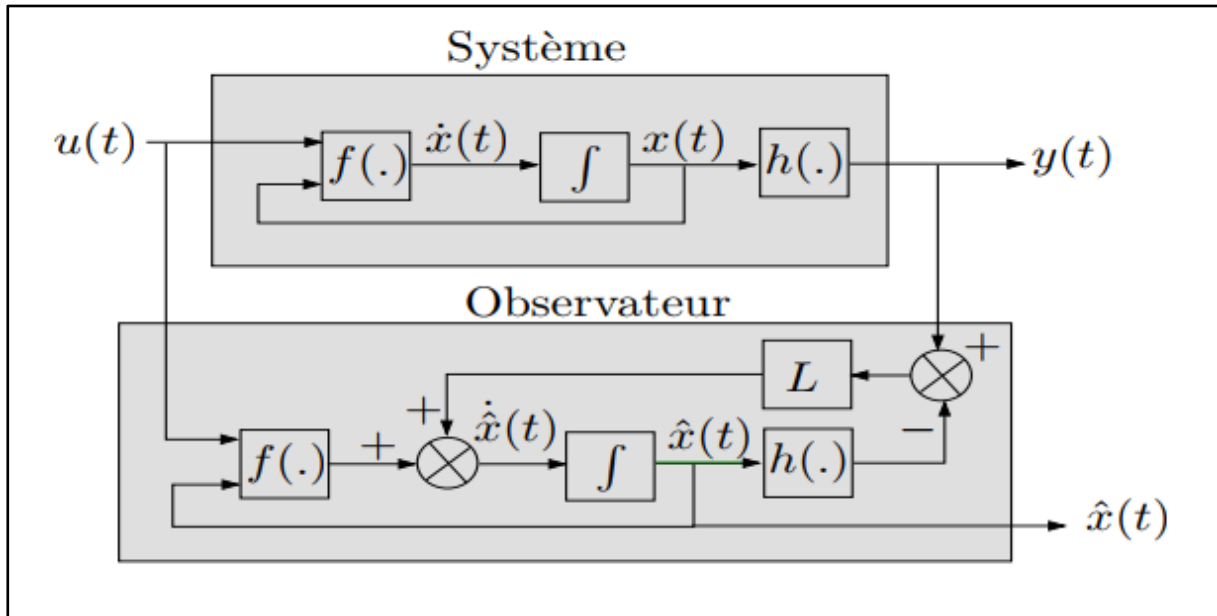 Système
u(t)
f(.)
ẋ(t)
∫
x(t)
h(.)
y(t)
Observateur
+
L
+
−
f(.)
+
x̂̇(t)
∫
x̂(t)
h(.)
x̂(t)